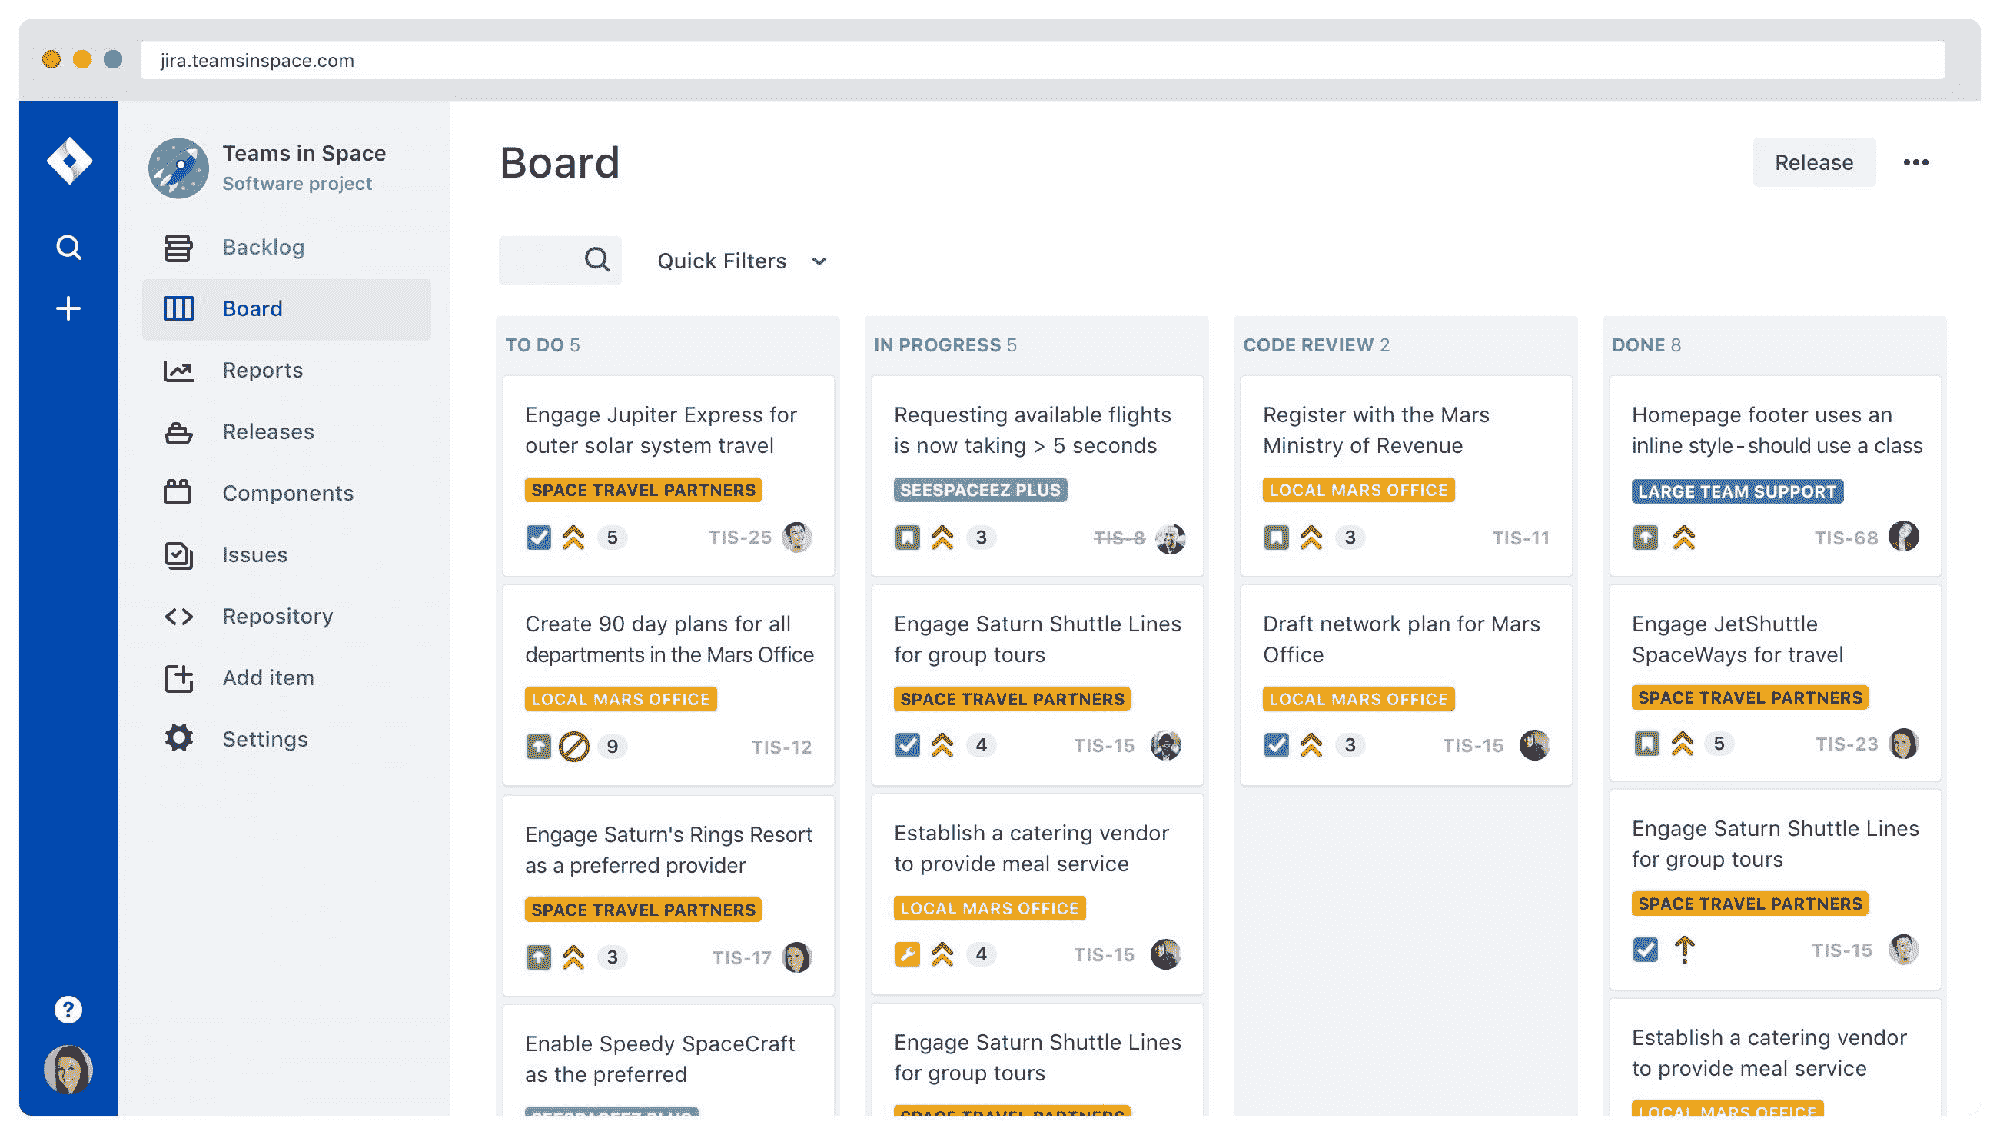 jira.teamsinspace.com
Teams in Space
Software project
Backlog
Board
Reports
Releases
Components
Issues
Repository
Add item
Settings
?
Board
Release
Quick Filters
TO DO 5
Engage Jupiter Express for
outer solar system travel
SPACE TRAVEL PARTNERS
5 TIS-25
Create 90 day plans for all
departments in the Mars Office
LOCAL MARS OFFICE
9 TIS-12
Engage Saturn's Rings Resort
as a preferred provider
SPACE TRAVEL PARTNERS
3 TIS-17
Enable Speedy SpaceCraft
as the preferred
SEESPACEEZ PLUS
IN PROGRESS 5
Requesting available flights
is now taking > 5 seconds
SEESPACEEZ PLUS
3 TIS-8
Engage Saturn Shuttle Lines
for group tours
SPACE TRAVEL PARTNERS
4 TIS-15
Establish a catering vendor
to provide meal service
LOCAL MARS OFFICE
4 TIS-15
Engage Saturn Shuttle Lines
for group tours
SPACE TRAVEL PARTNERS
CODE REVIEW 2
Register with the Mars
Ministry of Revenue
LOCAL MARS OFFICE
3 TIS-11
Draft network plan for Mars
Office
LOCAL MARS OFFICE
3 TIS-15
DONE 8
Homepage footer uses an
inline style-should use a class
LARGE TEAM SUPPORT
TIS-68
Engage JetShuttle
SpaceWays for travel
SPACE TRAVEL PARTNERS
5 TIS-23
Engage Saturn Shuttle Lines
for group tours
SPACE TRAVEL PARTNERS
TIS-15
Establish a catering vendor
to provide meal service
LOCAL MARS OFFICE